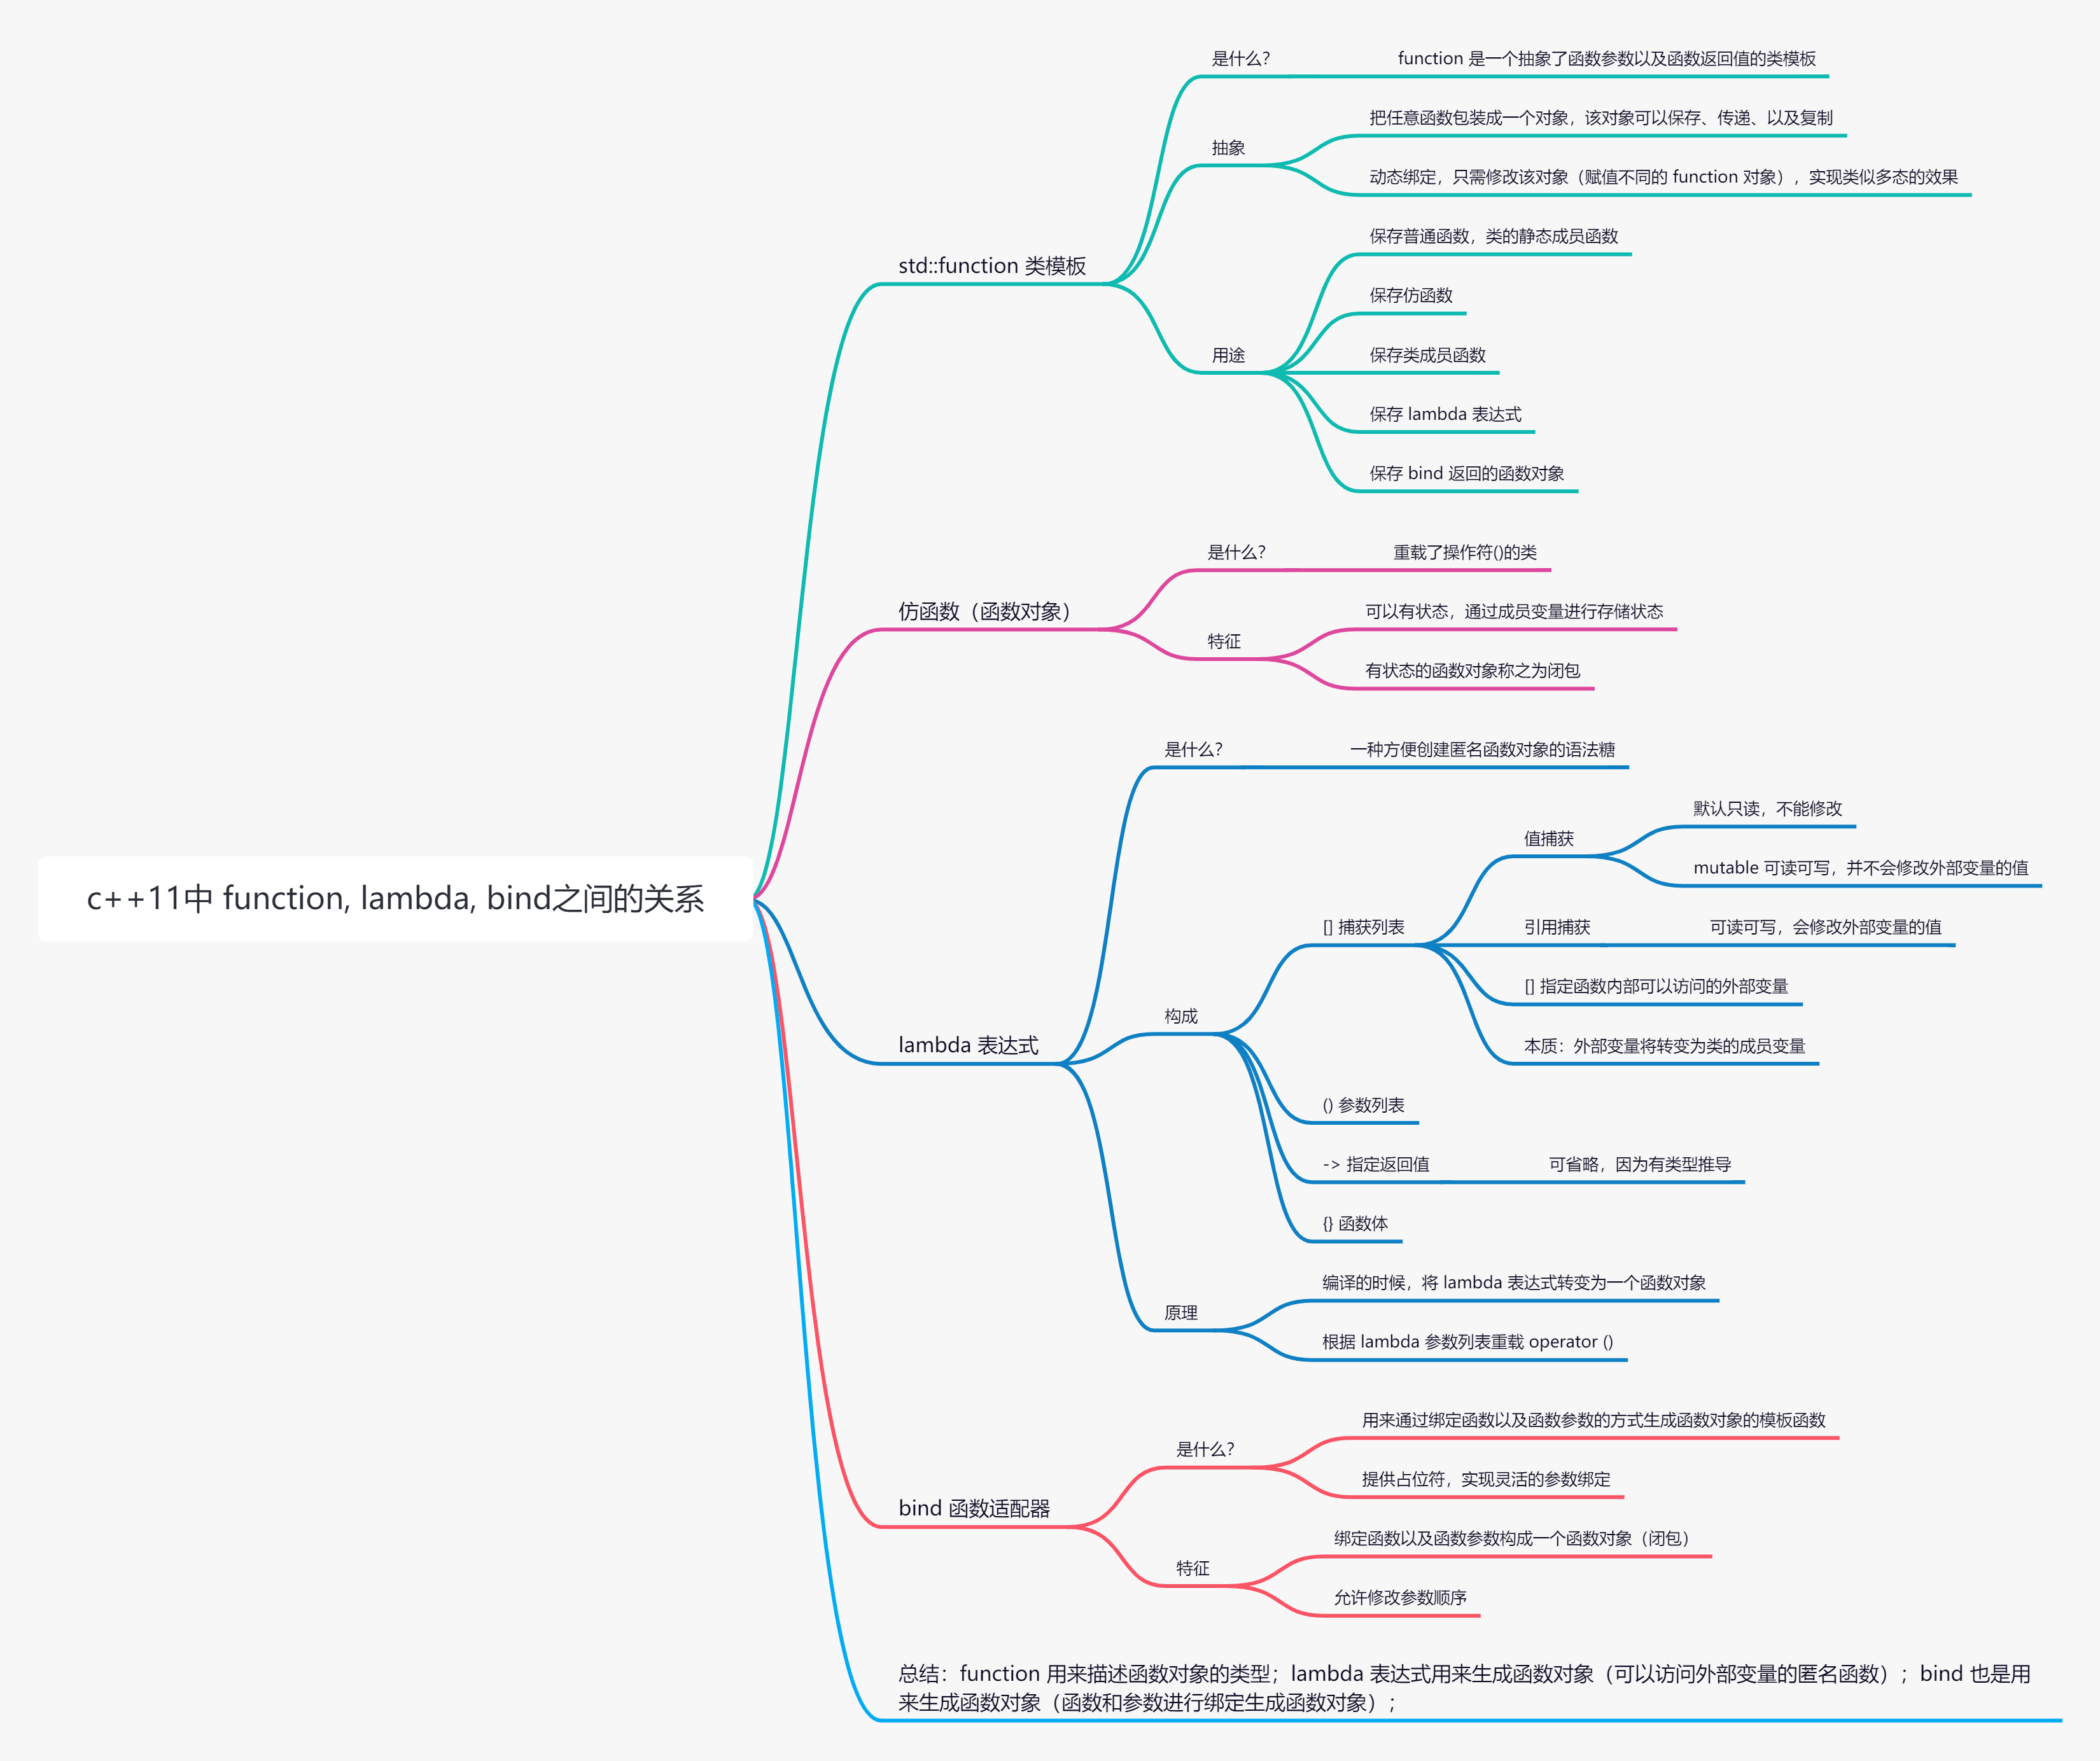 c++11中 function, lambda, bind之间的关系
std::function 类模板
是什么？
function 是一个抽象了函数参数以及函数返回值的类模板
抽象
把任意函数包装成一个对象，该对象可以保存、传递、以及复制
动态绑定，只需修改该对象（赋值不同的 function 对象），实现类似多态的效果
用途
保存普通函数，类的静态成员函数
保存仿函数
保存类成员函数
保存 lambda 表达式
保存 bind 返回的函数对象
仿函数（函数对象）
是什么？
重载了操作符()的类
特征
可以有状态，通过成员变量进行存储状态
有状态的函数对象称之为闭包
lambda 表达式
是什么？
一种方便创建匿名函数对象的语法糖
构成
[] 捕获列表
值捕获
默认只读，不能修改
mutable 可读可写，并不会修改外部变量的值
引用捕获
可读可写，会修改外部变量的值
[] 指定函数内部可以访问的外部变量
本质：外部变量将转变为类的成员变量
() 参数列表
-> 指定返回值
可省略，因为有类型推导
{} 函数体
原理
编译的时候，将 lambda 表达式转变为一个函数对象
根据 lambda 参数列表重载 operator ()
bind 函数适配器
是什么？
用来通过绑定函数以及函数参数的方式生成函数对象的模板函数
提供占位符，实现灵活的参数绑定
特征
绑定函数以及函数参数构成一个函数对象（闭包）
允许修改参数顺序
总结：function 用来描述函数对象的类型；lambda 表达式用来生成函数对象（可以访问外部变量的匿名函数）；bind 也是用
来生成函数对象（函数和参数进行绑定生成函数对象）；